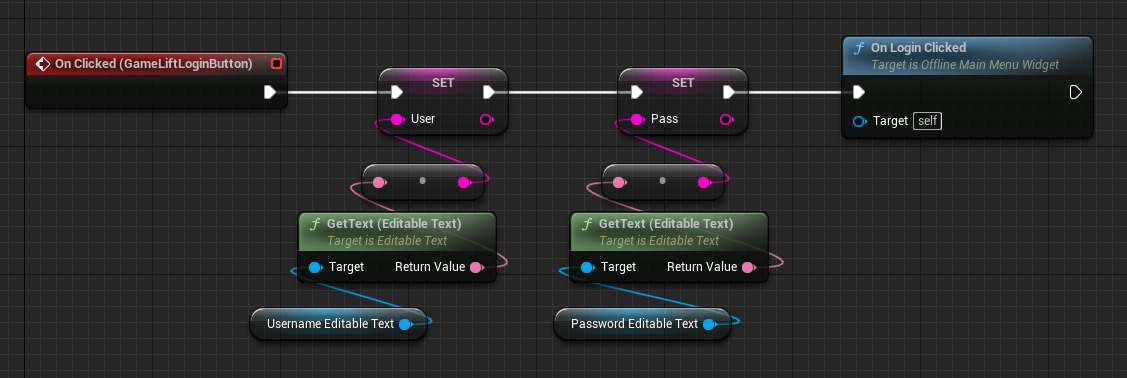 On Clicked (GameLiftLoginButton)
SET
User
SET
Pass
On Login Clicked
Target is Offline Main Menu Widget
Target self
GetText (Editable Text)
Target is Editable Text
Target Return Value
Username Editable Text
GetText (Editable Text)
Target is Editable Text
Target Return Value
Password Editable Text